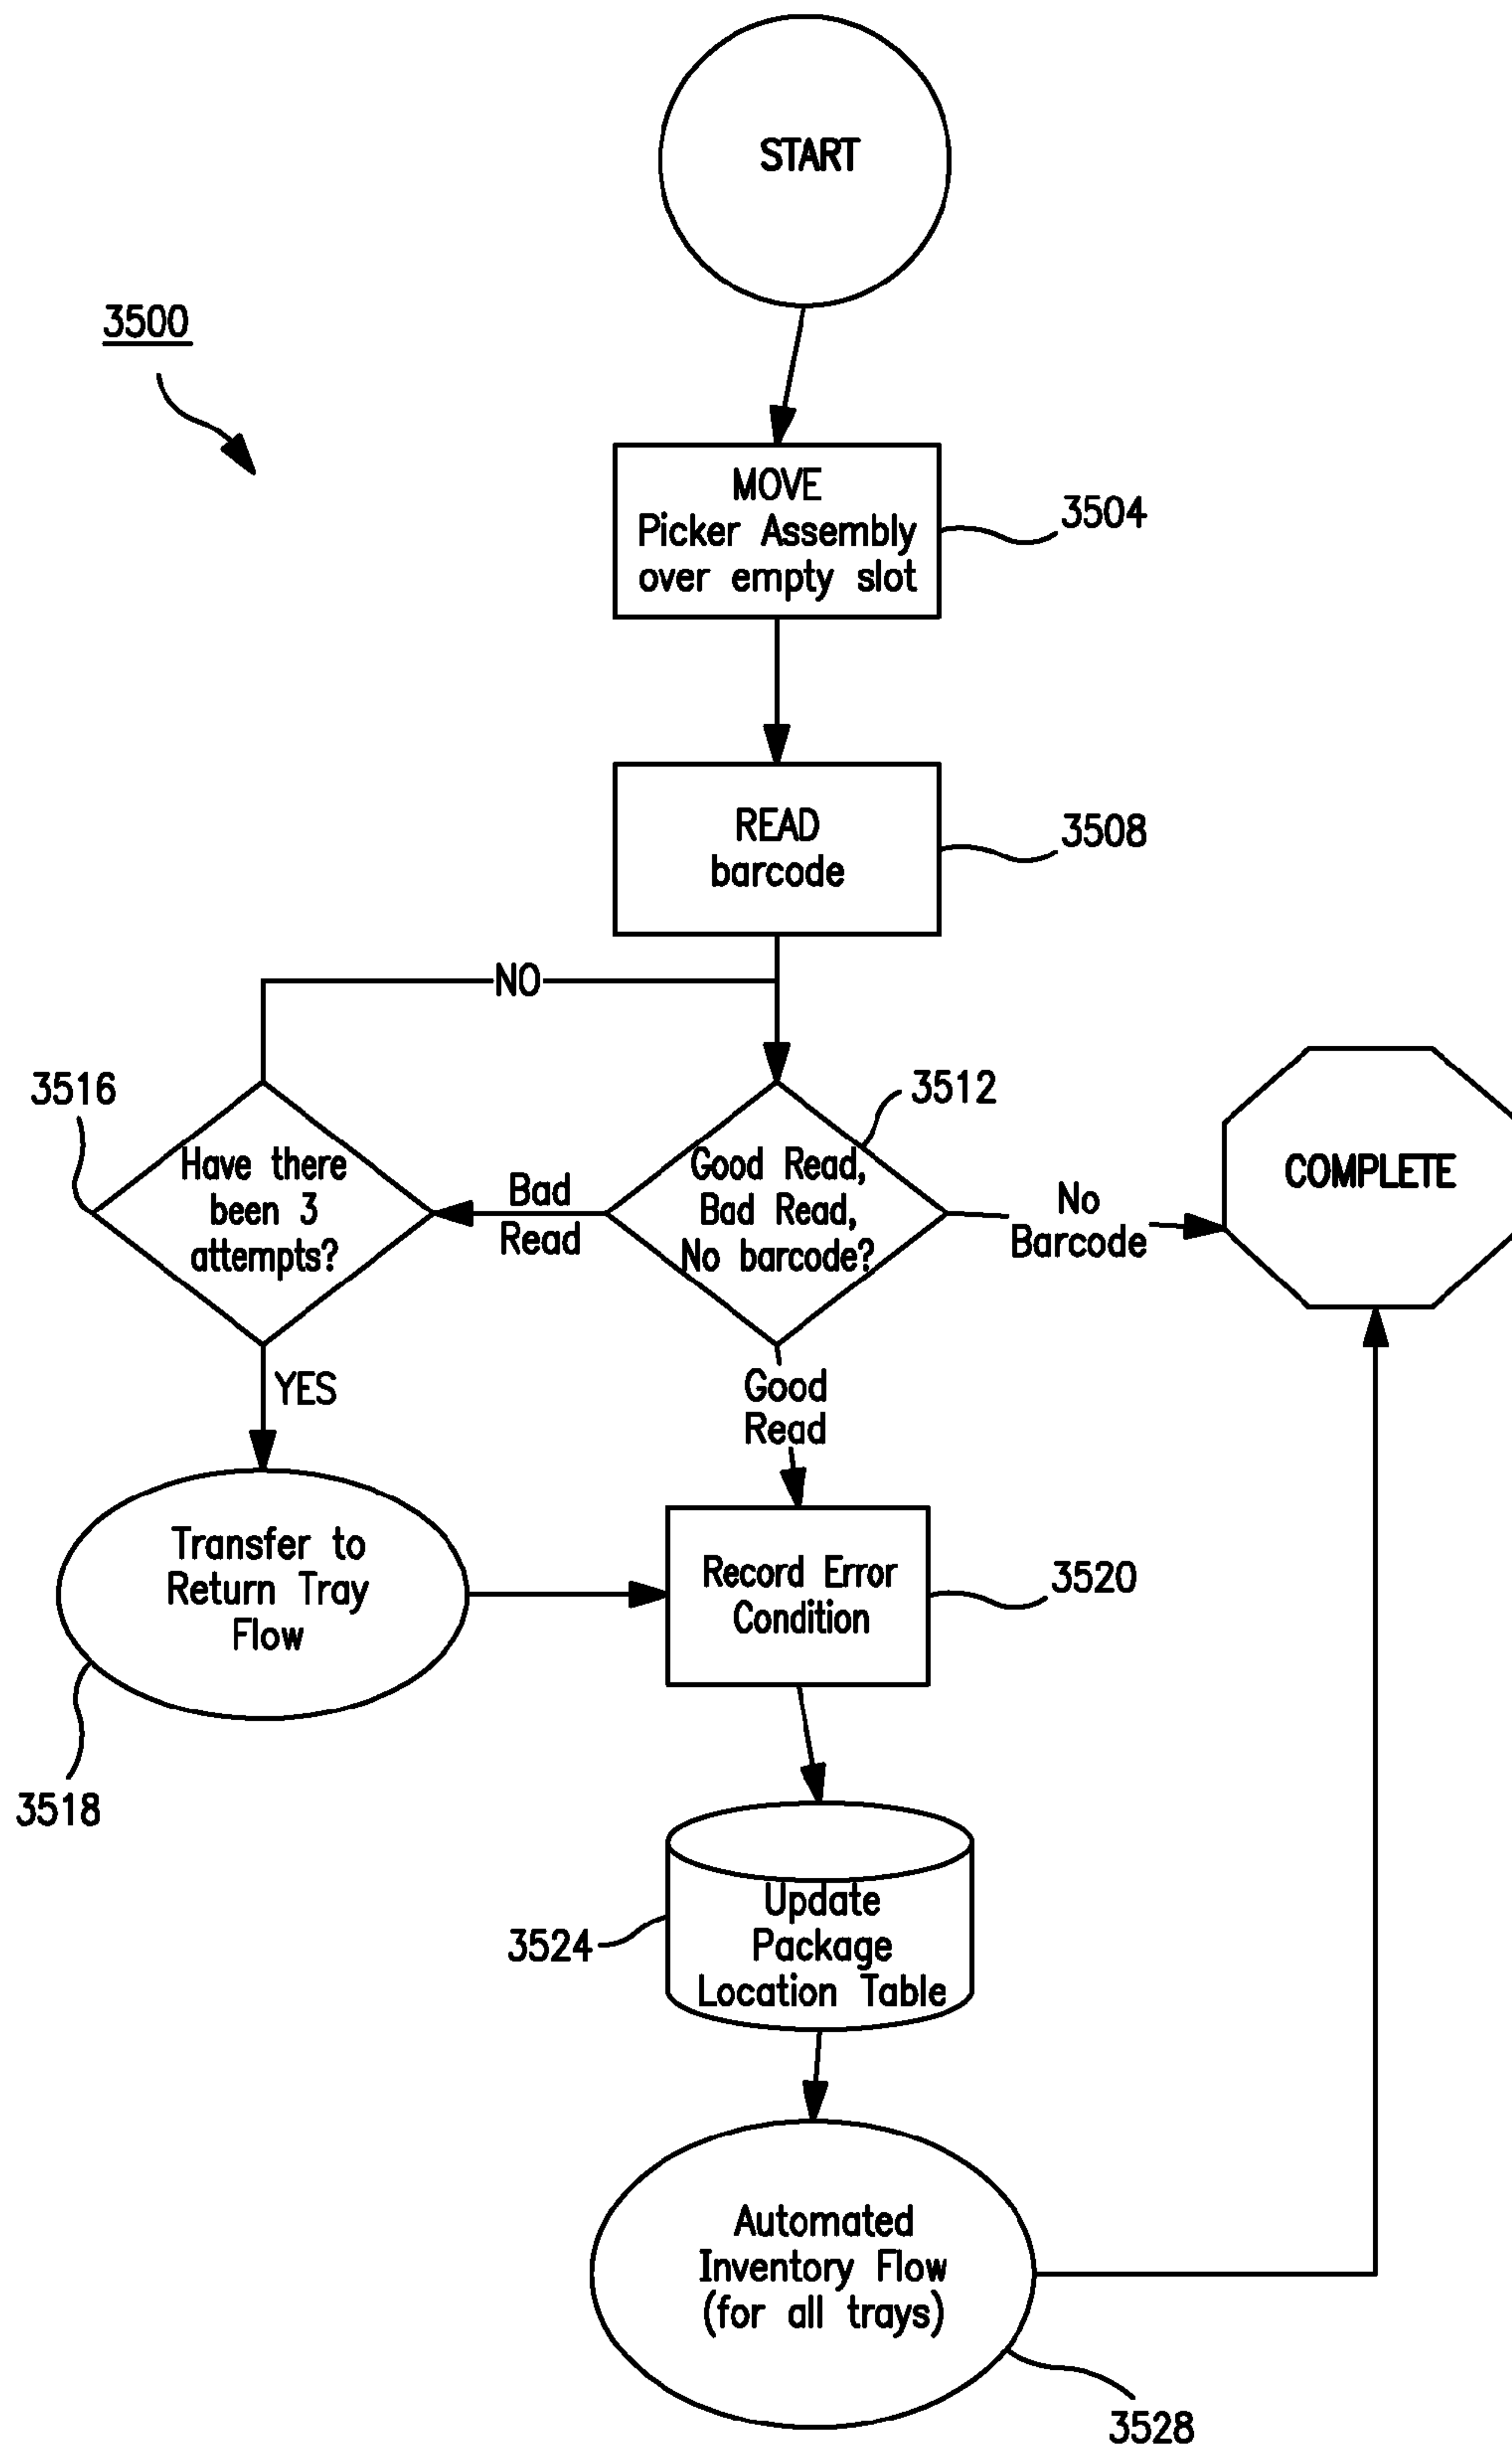 START
3500
MOVE
Picker Assembly
over empty slot
3504
READ
barcode
3508
NO
3516
3512
Have there
been 3
attempts?
Bad
Read
Good Read,
Bad Read,
No barcode?
No
Barcode
COMPLETE
YES
Good
Read
Transfer to
Return Tray
Flow
3518
Record Error
Condition
3520
Update
Package
Location Table
3524
Automated
Inventory Flow
(for all trays)
3528